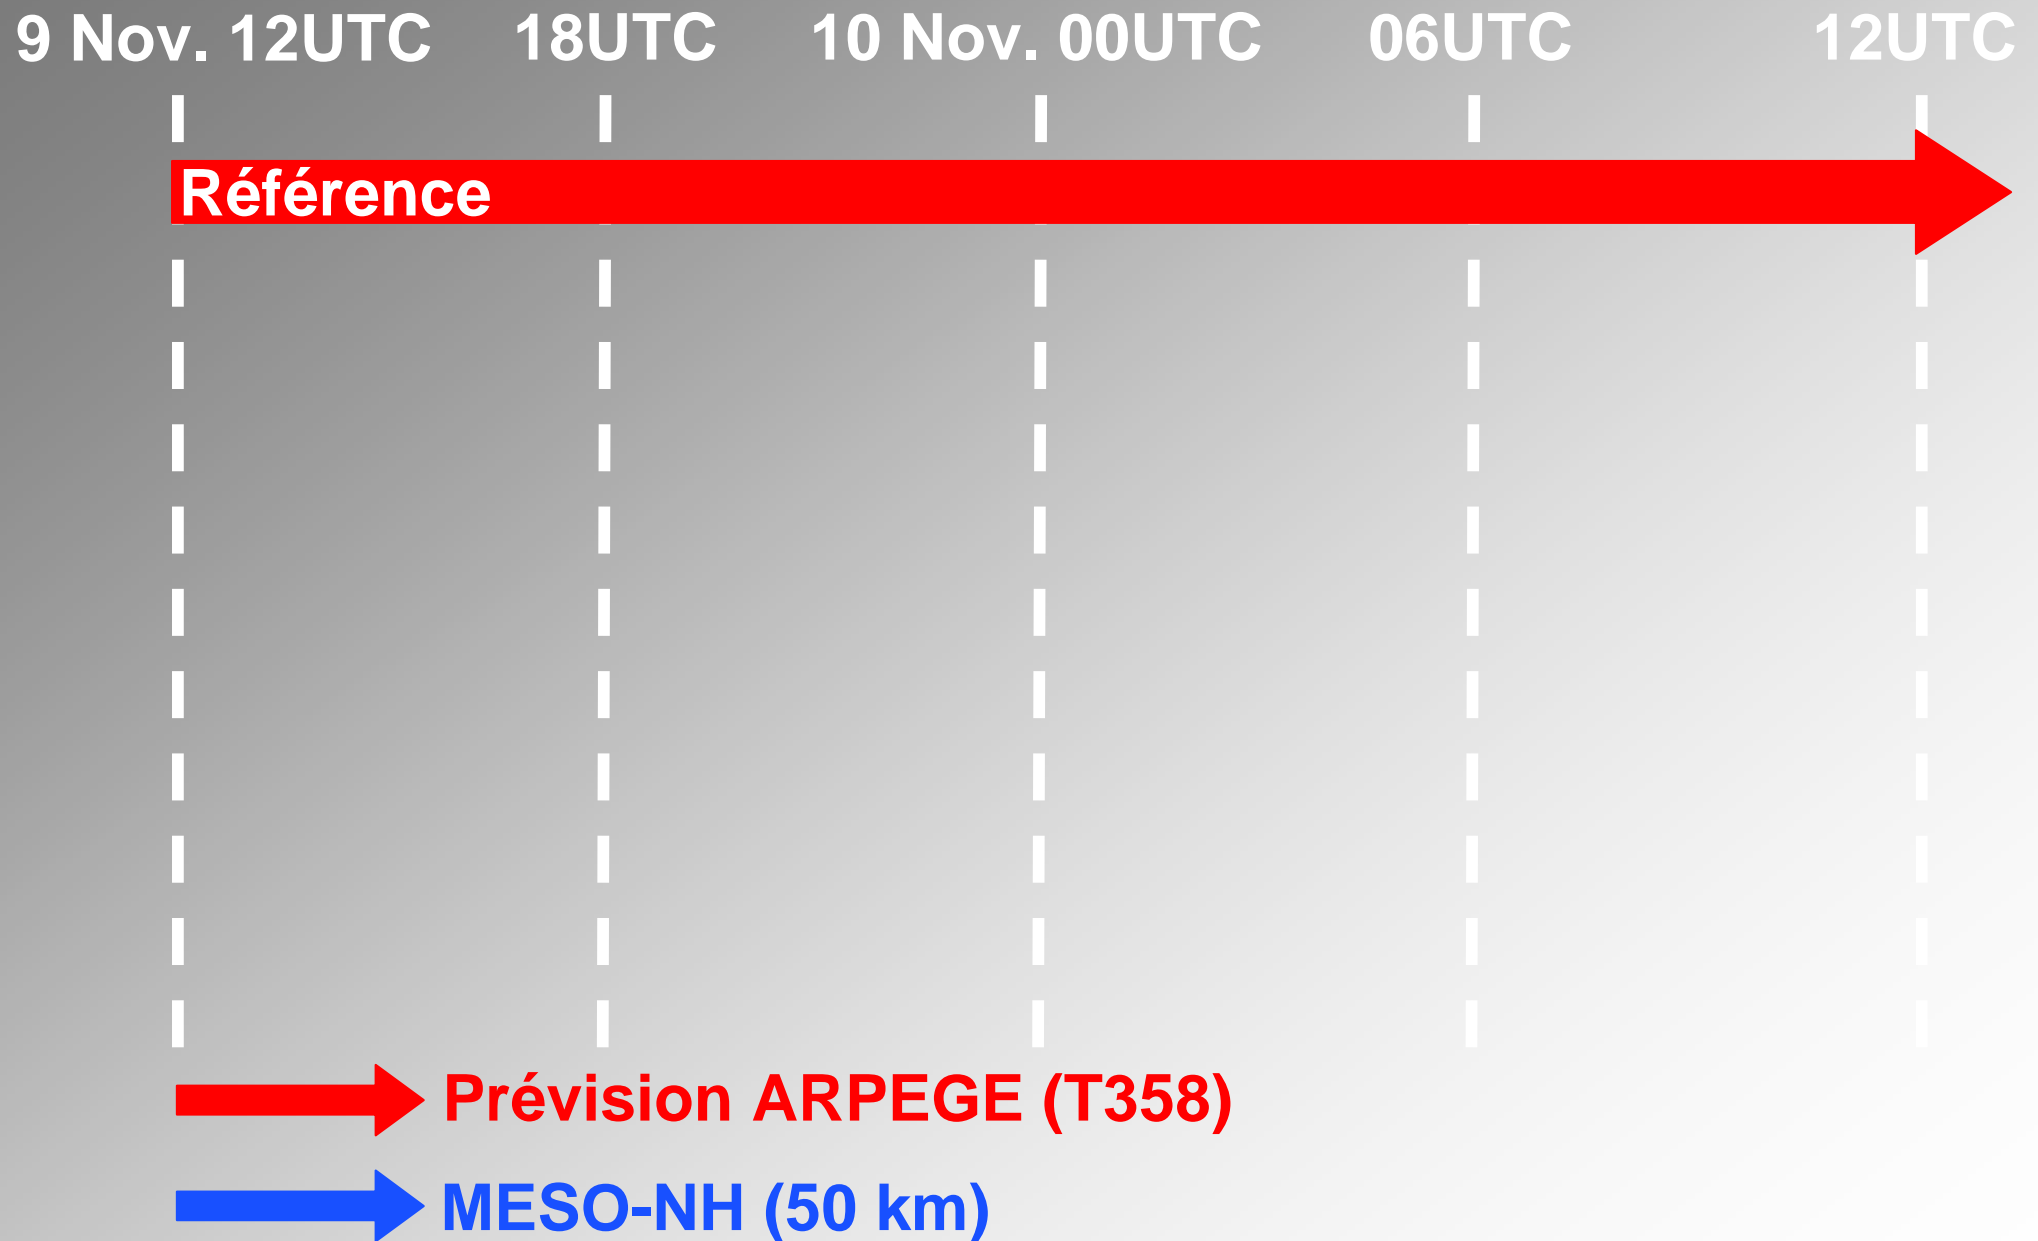 9 Nov. 12UTC 18UTC 10 Nov. 00UTC 06UTC 12UTC
Référence
Prévision ARPEGE (T358)
MESO-NH (50 km)